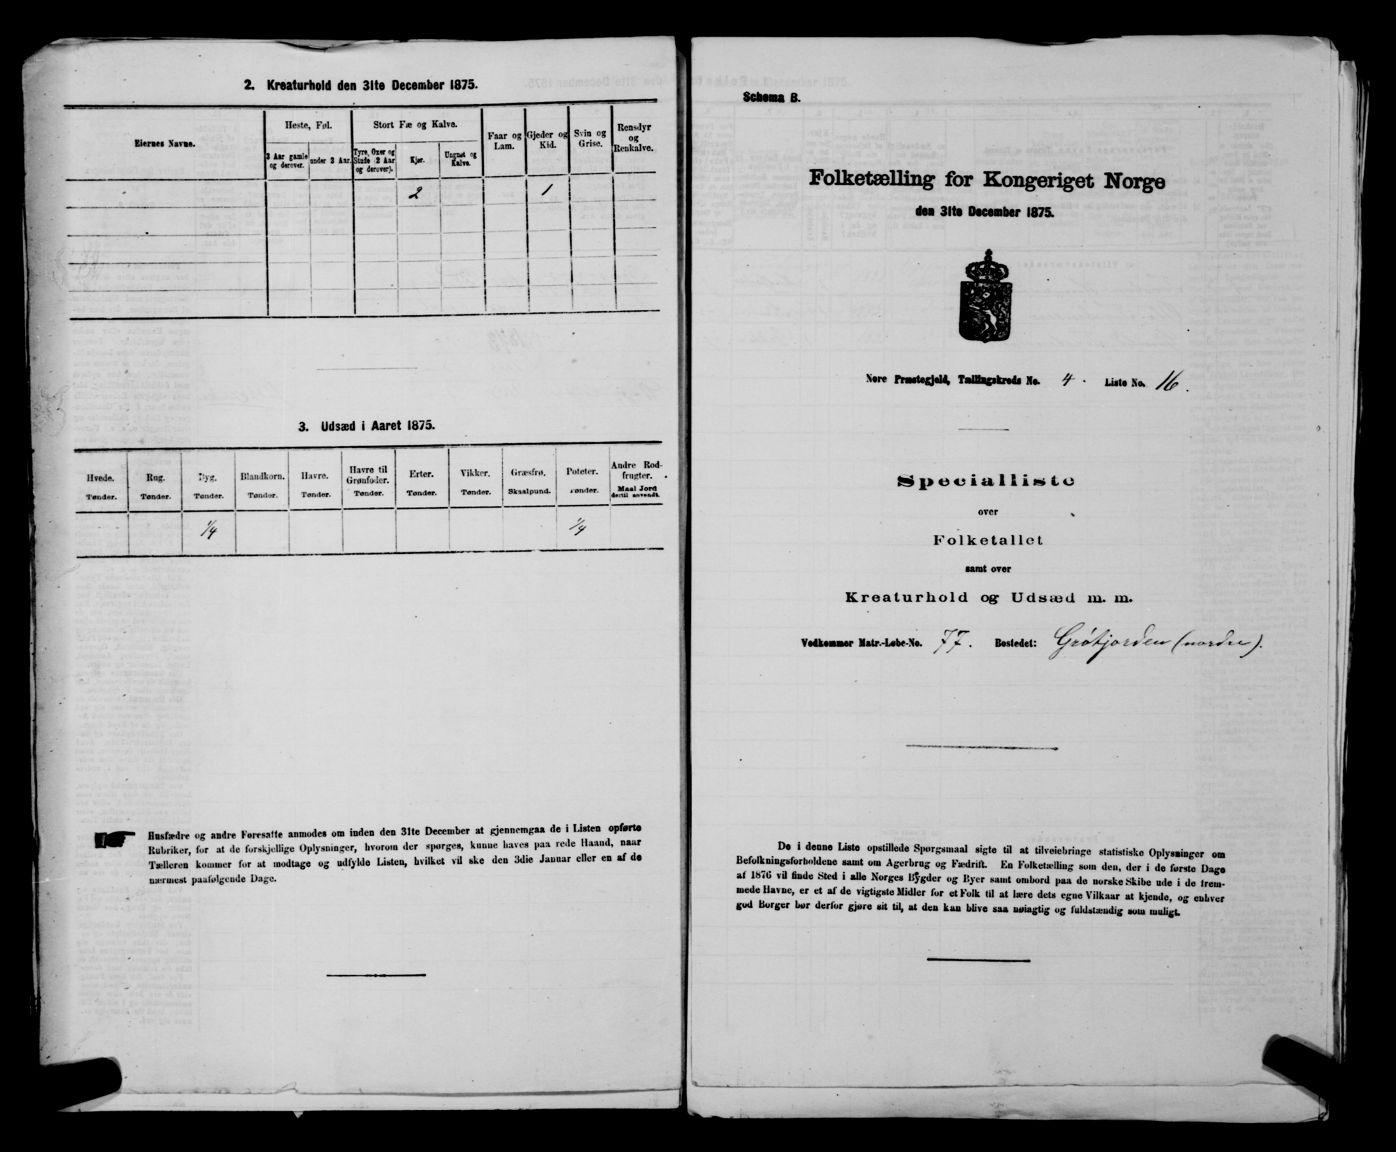 2. Kreaturhold den 31te December 1875.
Eiernes Navne.
Heste, Føl.
Stort Fæ og Kalve.
Faar og Lam.
Gjeder og Kid.
Svin og Grise.
Rensdyr og Renkalve.
3 Aar gamle og derover.
under 3 Aar.
Tyre, Oxer og Stude (2 Aar og derover).
Kjør.
Ungnøt og Kalve.
2 1
3. Udsæd i Aaret 1875.
Hvede. Rug. Byg. Blandkorn. Havre. Havre til Grønfoder. Erter. Vikker. Græsfrø. Poteter. Andre Rodfrugter.
Tønder. Tønder. Tønder. Tønder. Tønder. Tønder. Tønder. Tønder. Skaalpund. Tønder. Maal Jord dertil anvendt.
1/4 1/4
Husfædre og andre Foresatte anmodes om inden den 31te December at gjennemgaa de i Listen opførte
Rubriker, for at de forskjellige Oplysninger, hvorom der spørges, kunne haves paa rede Haand, naar
Tælleren kommer for at modtage og udfylde Listen, hvilket vil ske den 3die Januar eller en af de
nærmest paafølgende Dage.
Schema B.
Folketælling for Kongeriget Norge
den 31te December 1875.
Nore Præstegjeld, Tællingskreds No. 4. Liste No. 16.
Specialliste
over
Folketallet
samt over
Kreaturhold og Udsæd m. m.
Vedkommer Matr.-Løbe-No. 77. Bostedet: Grøtjorden (nordre).
De i denne Liste opstillede Spørgsmaal sigte til at tilveiebringe statistiske Oplysninger om
Befolkningsforholdene samt om Agerbrug og Fædrift. En Folketælling som den, der i de første Dage
af 1876 vil finde Sted i alle Norges Bygder og Byer samt ombord paa de norske Skibe ude i de frem-
mede Havne, er et af de vigtigste Midler for et Folk til at lære dets egne Vilkaar at kjende, og enhver
god Borger bør derfor gjøre sit til, at den kan blive saa nøiagtig og fuldstændig som muligt.